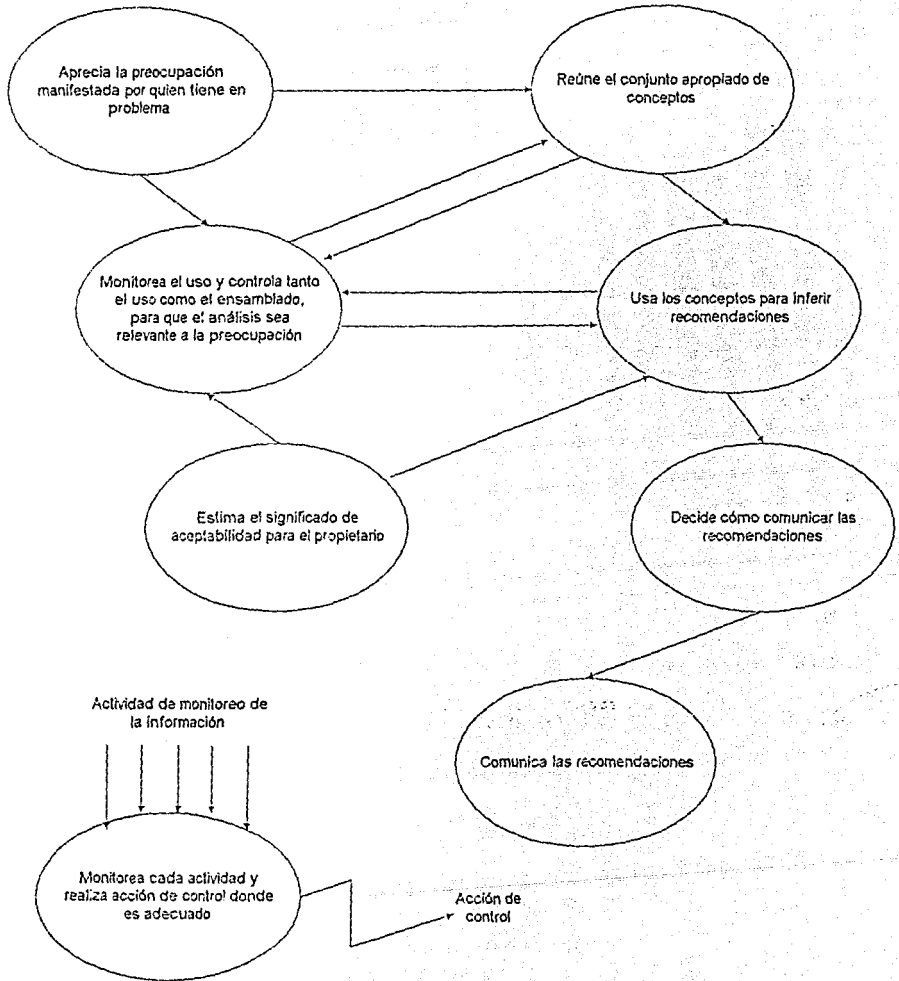 Aprecia la preocupación
manifestada por quien tiene en
problema
Reúne el conjunto apropiado de
conceptos
Monitorea el uso y controla tanto
el uso como el ensamblado,
para que el análisis sea
relevante a la preocupación
Usa los conceptos para inferir
recomendaciones
Estima el significado de
aceptabilidad para el propietario
Decide cómo comunicar las
recomendaciones
Actividad de monitoreo de
la información
Comunica las recomendaciones
Monitorea cada actividad y
realiza acción de control donde
es adecuado
Acción de
control